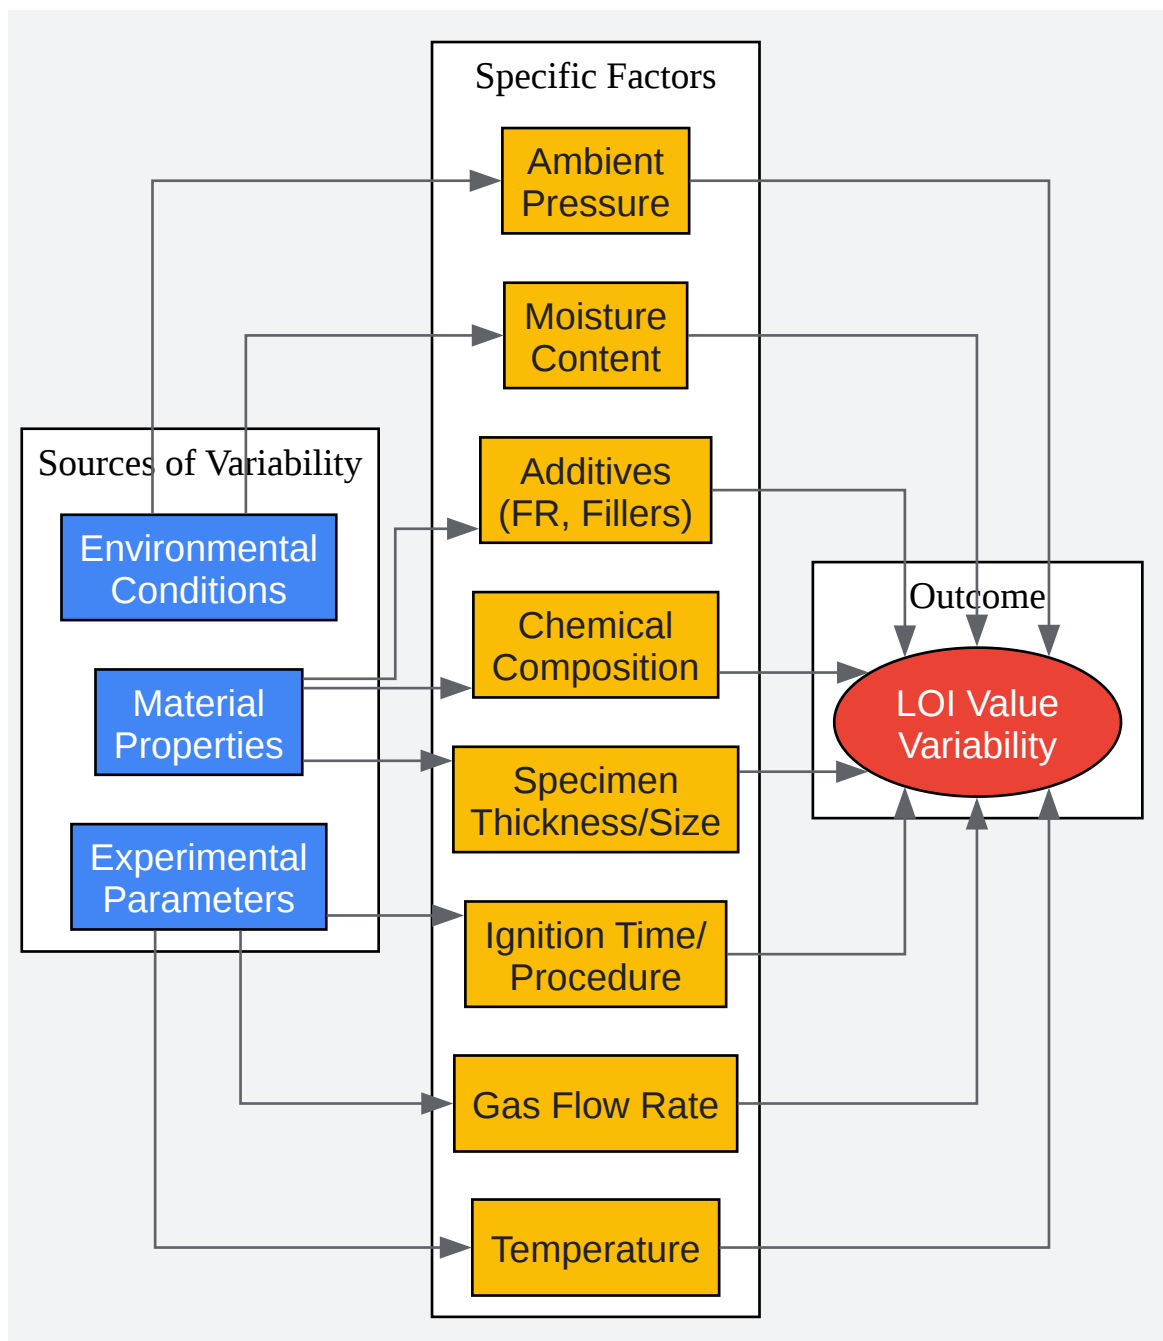 Specific Factors
Ambient
Pressure
Moisture
Content
Additives
(FR, Fillers)
Chemical
Composition
Specimen
Thickness/Size
Ignition Time/
Procedure
Gas Flow Rate
Temperature
Sources of Variability
Environmental
Conditions
Material
Properties
Experimental
Parameters
Outcome
LOI Value
Variability